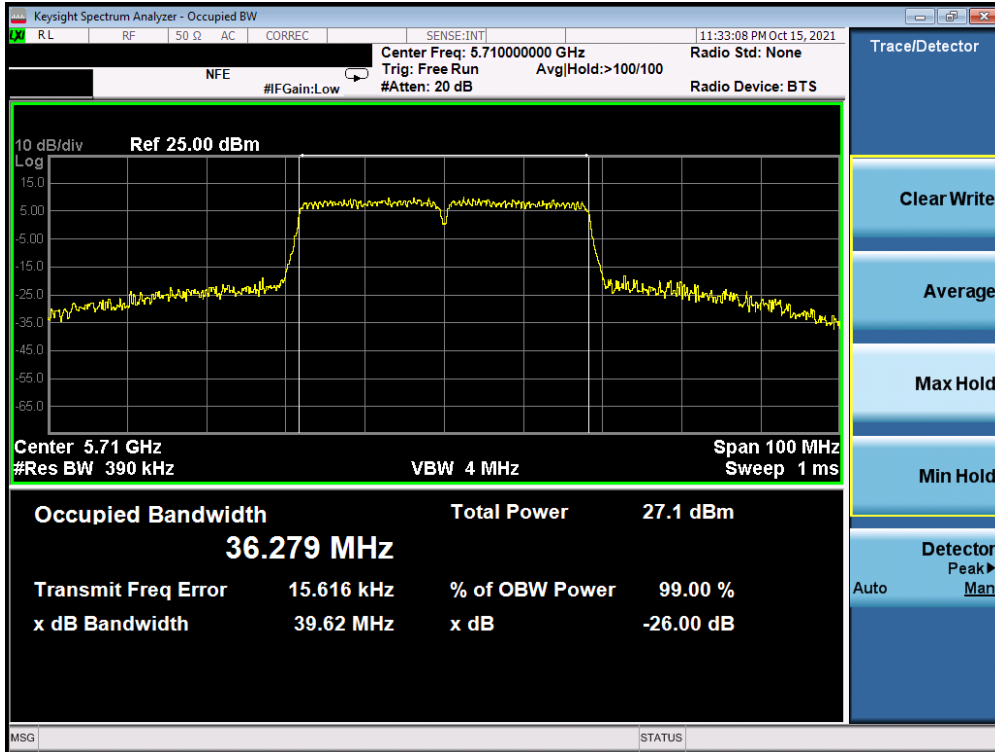 Keysight Spectrum Analyzer - Occupied BW
LXI RL RF 50 Ω AC CORREC SENSE:INT 11:33:08 PM Oct 15, 2021
Center Freq: 5.710000000 GHz Radio Std: None
NFE Trig: Free Run Avg|Hold:>100/100
#IFGain:Low #Atten: 20 dB Radio Device: BTS
10 dB/div Ref 25.00 dBm
Log
15.0
5.00
-5.00
-15.0
-25.0
-35.0
-45.0
-55.0
-65.0
Center 5.71 GHz Span 100 MHz
#Res BW 390 kHz VBW 4 MHz Sweep 1 ms
Occupied Bandwidth Total Power 27.1 dBm
36.279 MHz
Transmit Freq Error 15.616 kHz % of OBW Power 99.00 %
x dB Bandwidth 39.62 MHz x dB -26.00 dB
MSG STATUS
Trace/Detector
Clear Write
Average
Max Hold
Min Hold
Detector
Peak▶
Auto Man